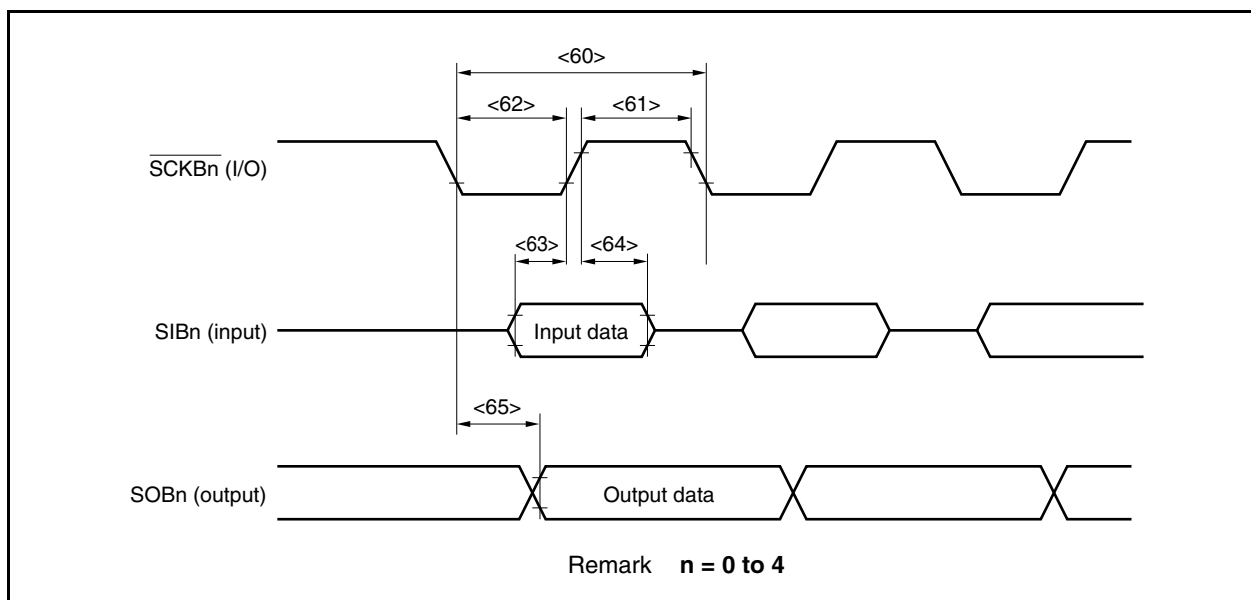 <60>
<62> <61>
SCKBn (I/O)
<63> <64>
SIBn (input) Input data
<65>
SOBn (output) Output data
Remark n = 0 to 4